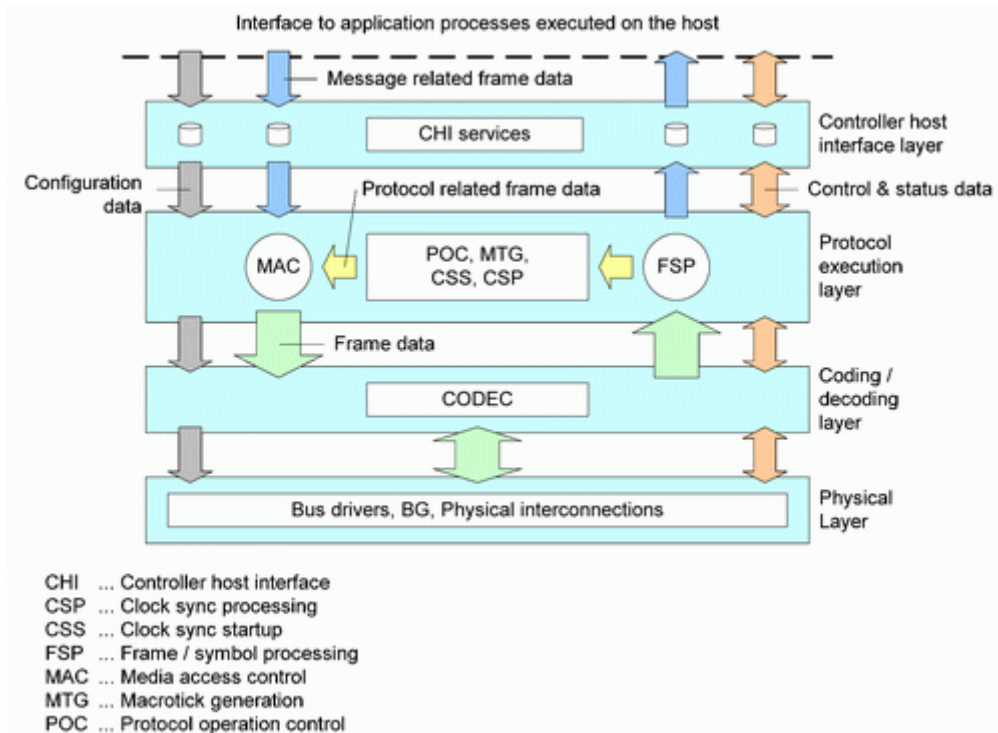 Interface to application processes executed on the host
Message related frame data
CHI services
Controller host
interface layer
Configuration
data
Protocol related frame data
Control & status data
MAC
POC, MTG,
CSS, CSP
FSP
Protocol
execution
layer
Frame data
CODEC
Coding /
decoding
layer
Bus drivers, BG, Physical interconnections
Physical
Layer
CHI ... Controller host interface
CSP ... Clock sync processing
CSS ... Clock sync startup
FSP ... Frame / symbol processing
MAC ... Media access control
MTG ... Macrotick generation
POC ... Protocol operation control